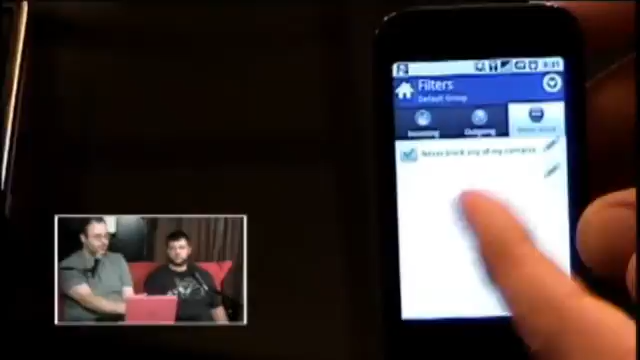 Filters
Default Group
Incoming
Outgoing
Never block any of my contacts